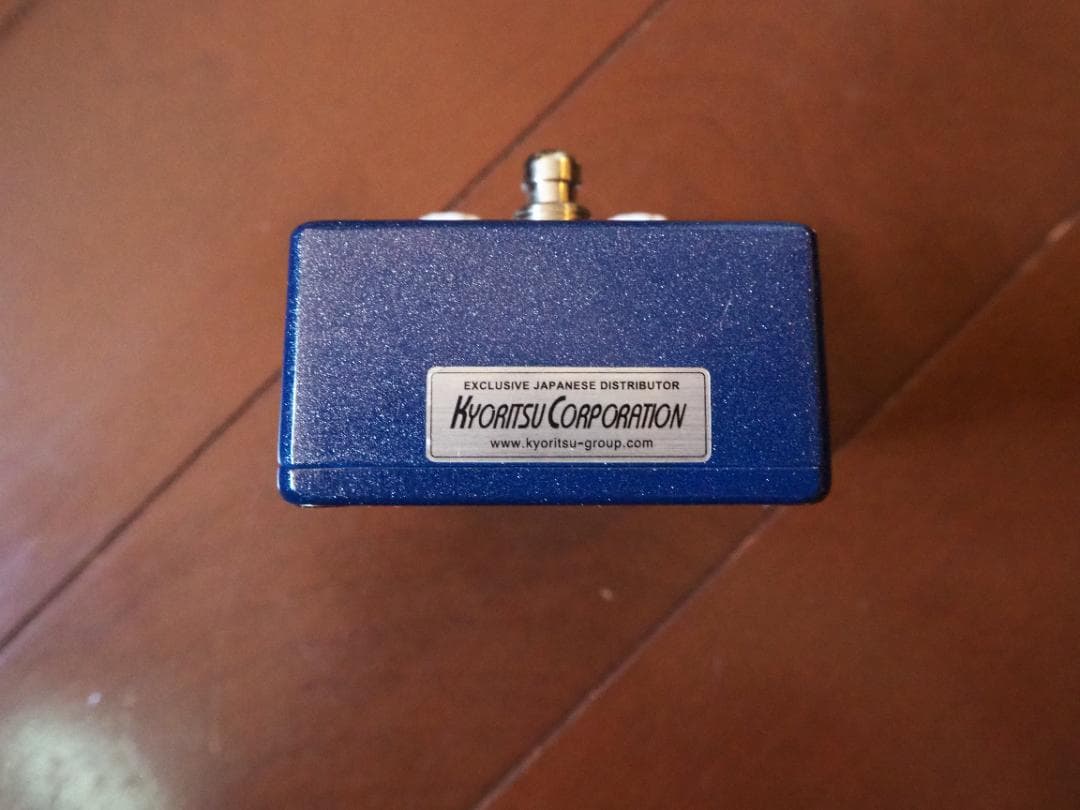 EXCLUSIVE JAPANESE DISTRIBUTOR
KYORITSU CORPORATION
www.kyoritsu-group.com